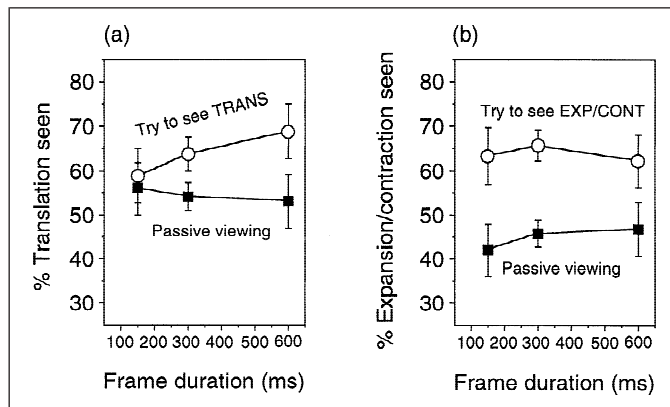 (a)
% Translation seen
80
70
60
50
40
30
Try to see TRANS
Passive viewing
100 200 300 400 500 600
Frame duration (ms)
(b)
% Expansion/contraction seen
80
70
60
50
40
30
Try to see EXP/CONT
Passive viewing
100 200 300 400 500 600
Frame duration (ms)